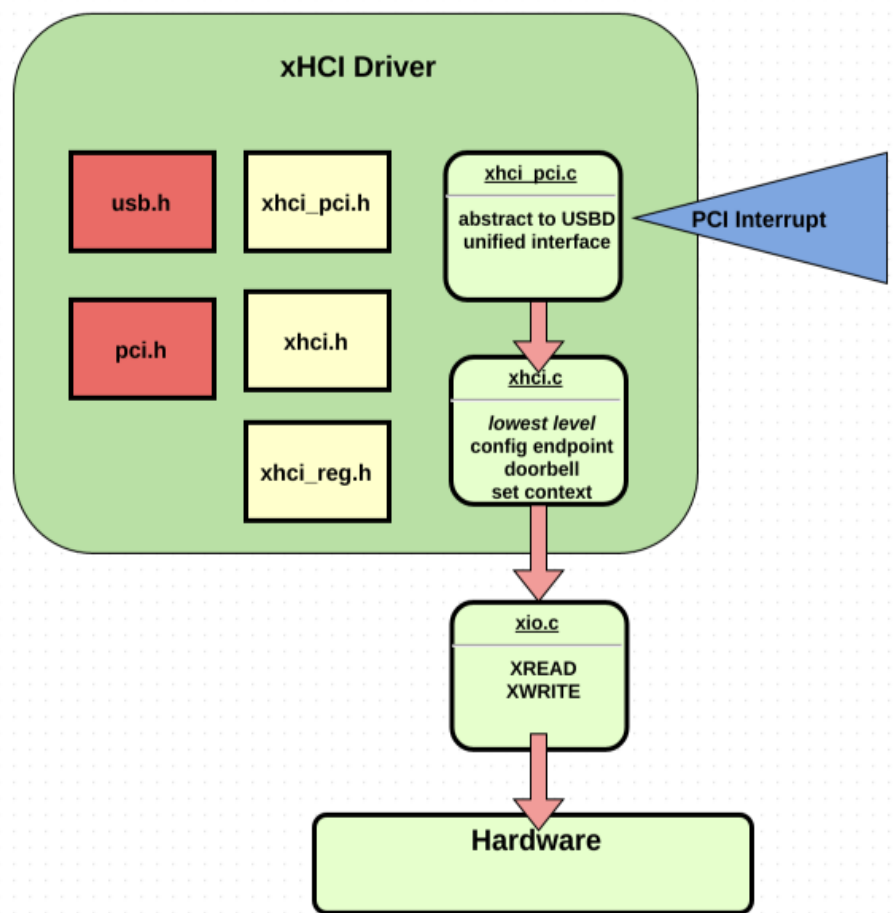 xHCI Driver
usb.h
xhci_pci.h
xhci_pci.c
abstract to USBD
unified interface
PCI Interrupt
pci.h
xhci.h
xhci.c
lowest level
config endpoint
doorbell
set context
xhci_reg.h
xio.c
XREAD
XWRITE
Hardware